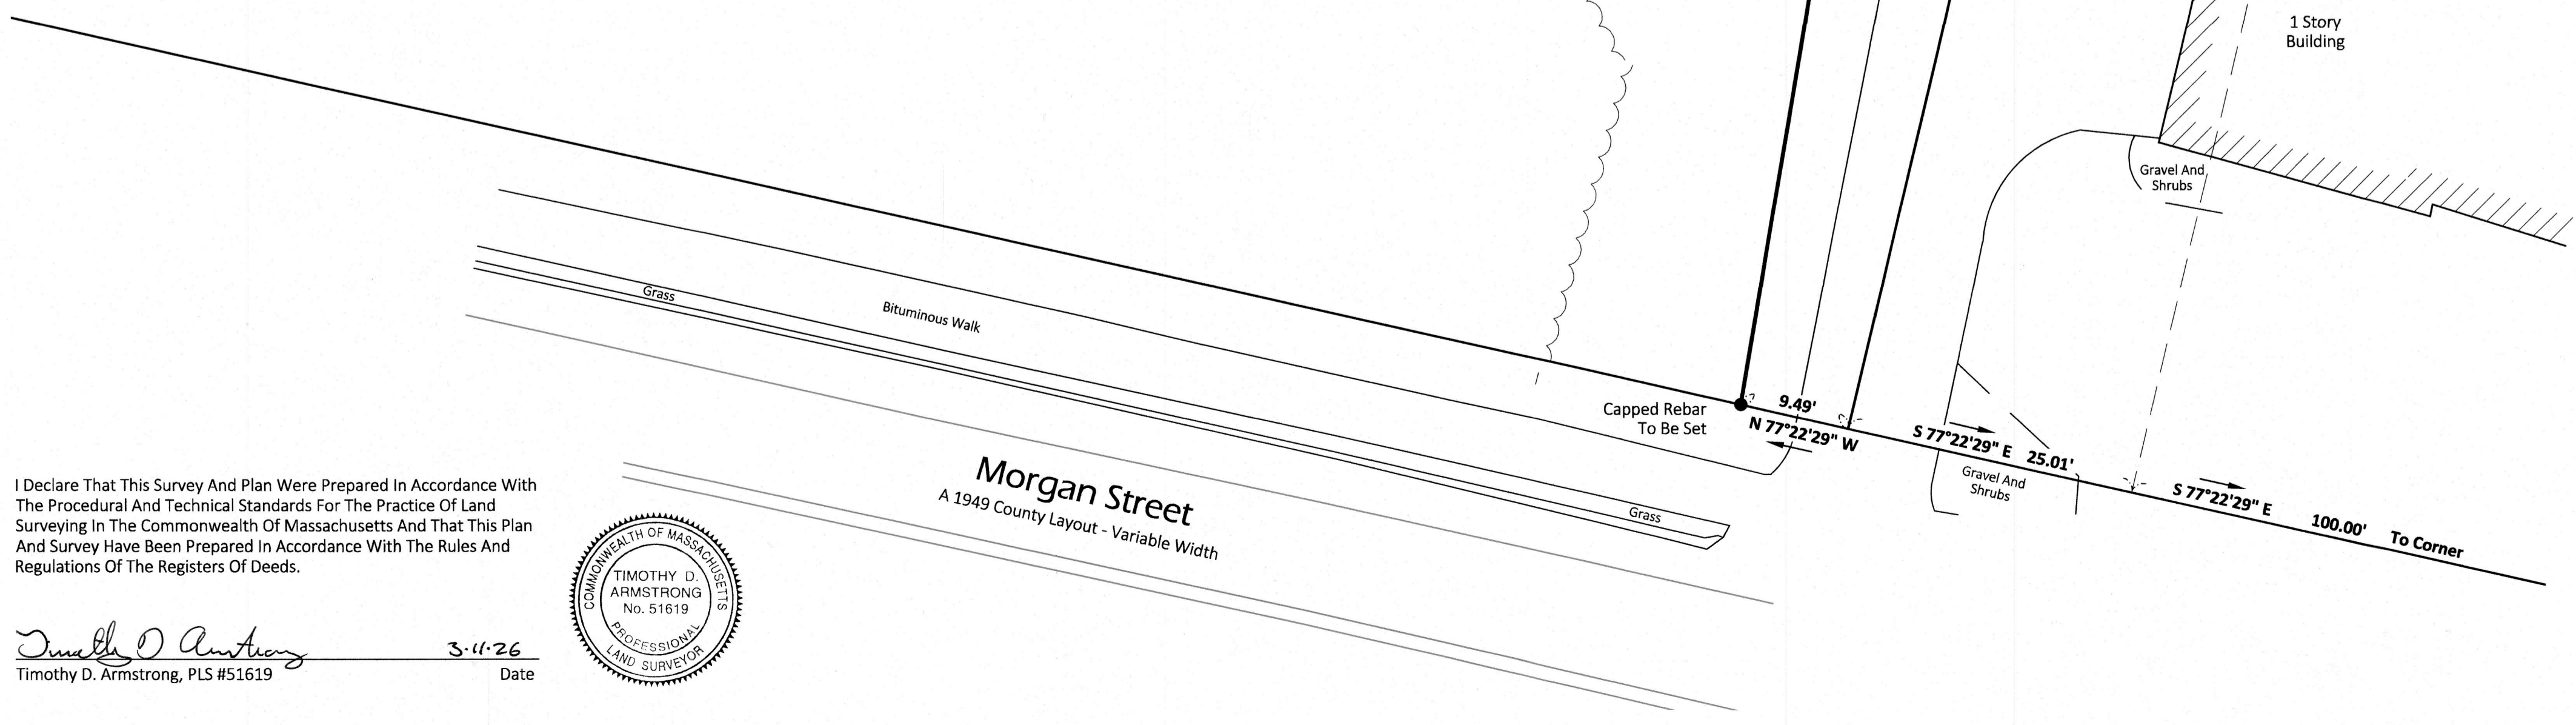 1 Story
Building
Gravel And
Shrubs
Grass
Bituminous Walk
Capped Rebar
To Be Set
9.49'
N 77°22'29" W
S 77°22'29" E 25.01'
Gravel And
Shrubs
S 77°22'29" E 100.00' To Corner
Grass
Morgan Street
A 1949 County Layout - Variable Width
I Declare That This Survey And Plan Were Prepared In Accordance With
The Procedural And Technical Standards For The Practice Of Land
Surveying In The Commonwealth Of Massachusetts And That This Plan
And Survey Have Been Prepared In Accordance With The Rules And
Regulations Of The Registers Of Deeds.
COMMONWEALTH OF MASSACHUSETTS
TIMOTHY D.
ARMSTRONG
No. 51619
PROFESSIONAL
LAND SURVEYOR
Timothy D Armstrong
3-11-26
Timothy D. Armstrong, PLS #51619
Date